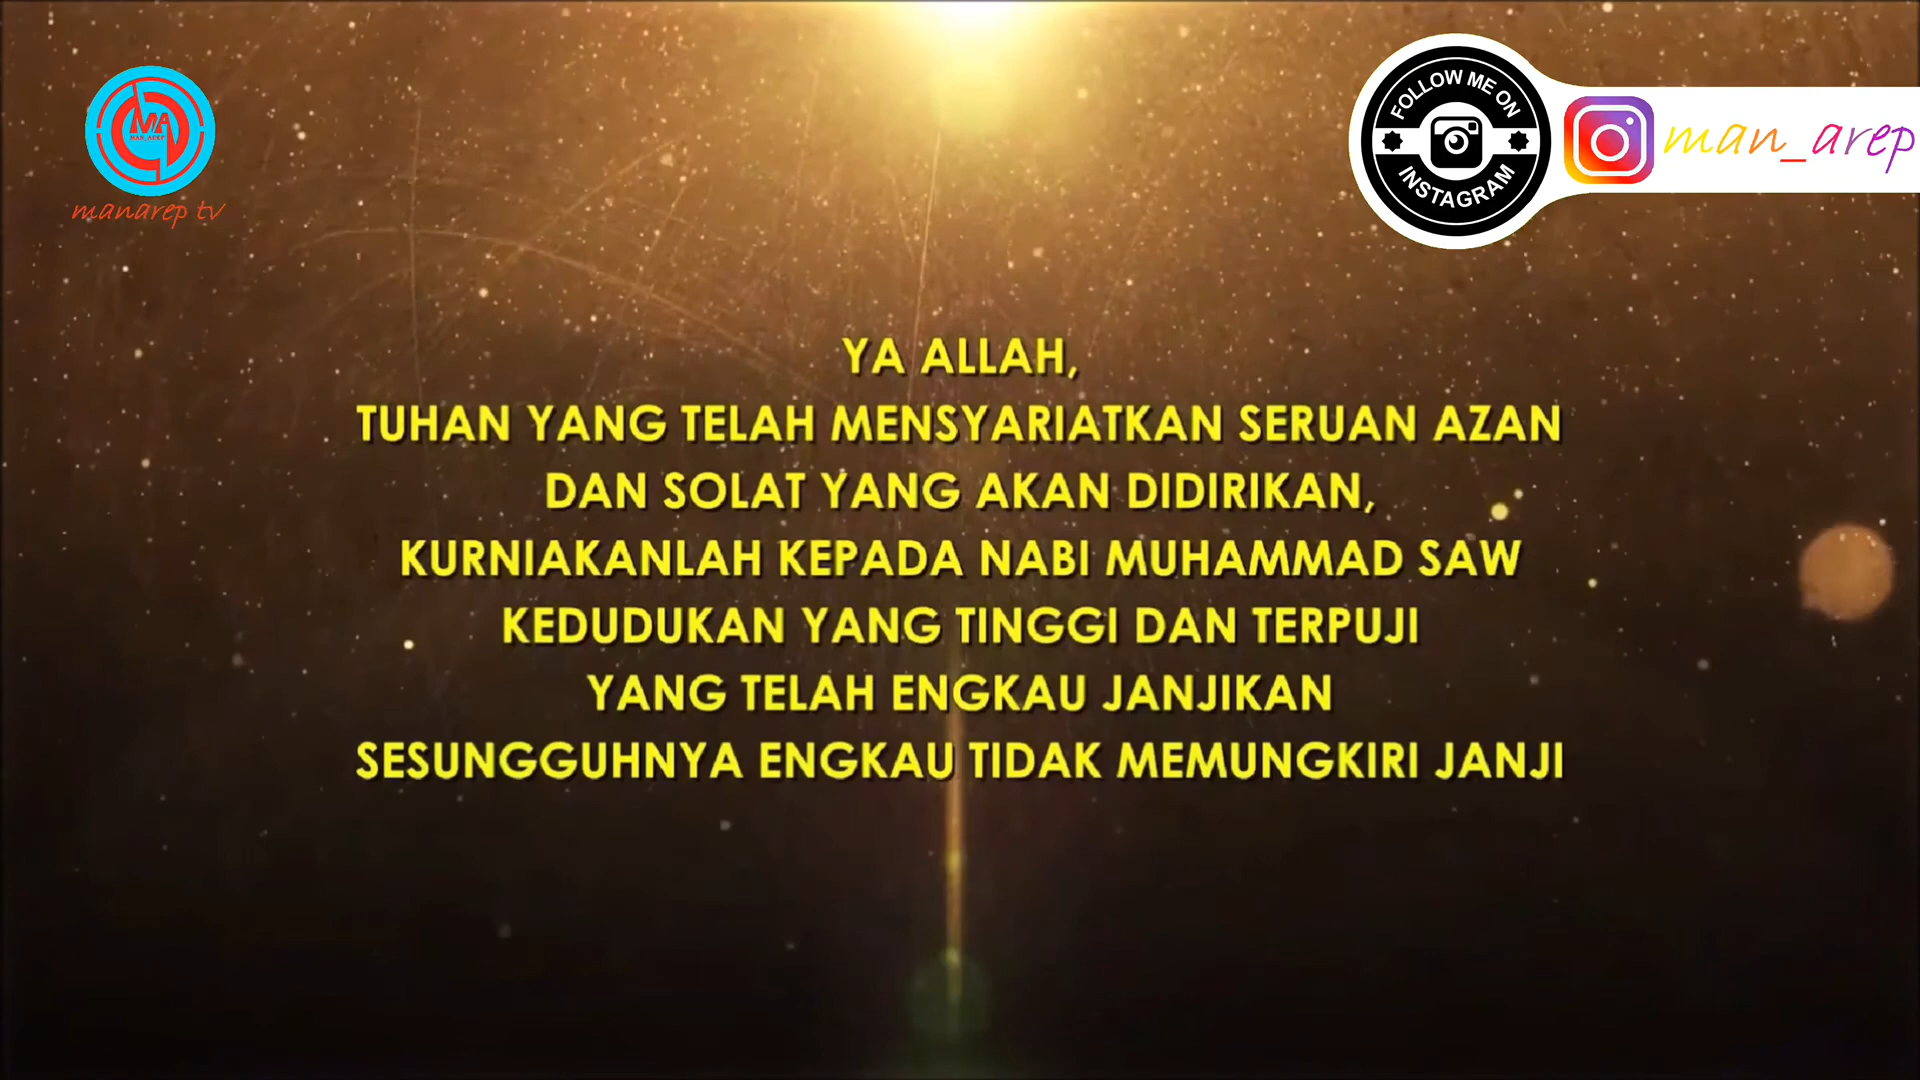 MA
MAN_AREP
manarep tv
FOLLOW ME ON
INSTAGRAM
man_arep
YA ALLAH,
TUHAN YANG TELAH MENSYARIATKAN SERUAN AZAN
DAN SOLAT YANG AKAN DIDIRIKAN,
KURNIAKANLAH KEPADA NABI MUHAMMAD SAW
KEDUDUKAN YANG TINGGI DAN TERPUJI
YANG TELAH ENGKAU JANJIKAN
SESUNGGUHNYA ENGKAU TIDAK MEMUNGKIRI JANJI